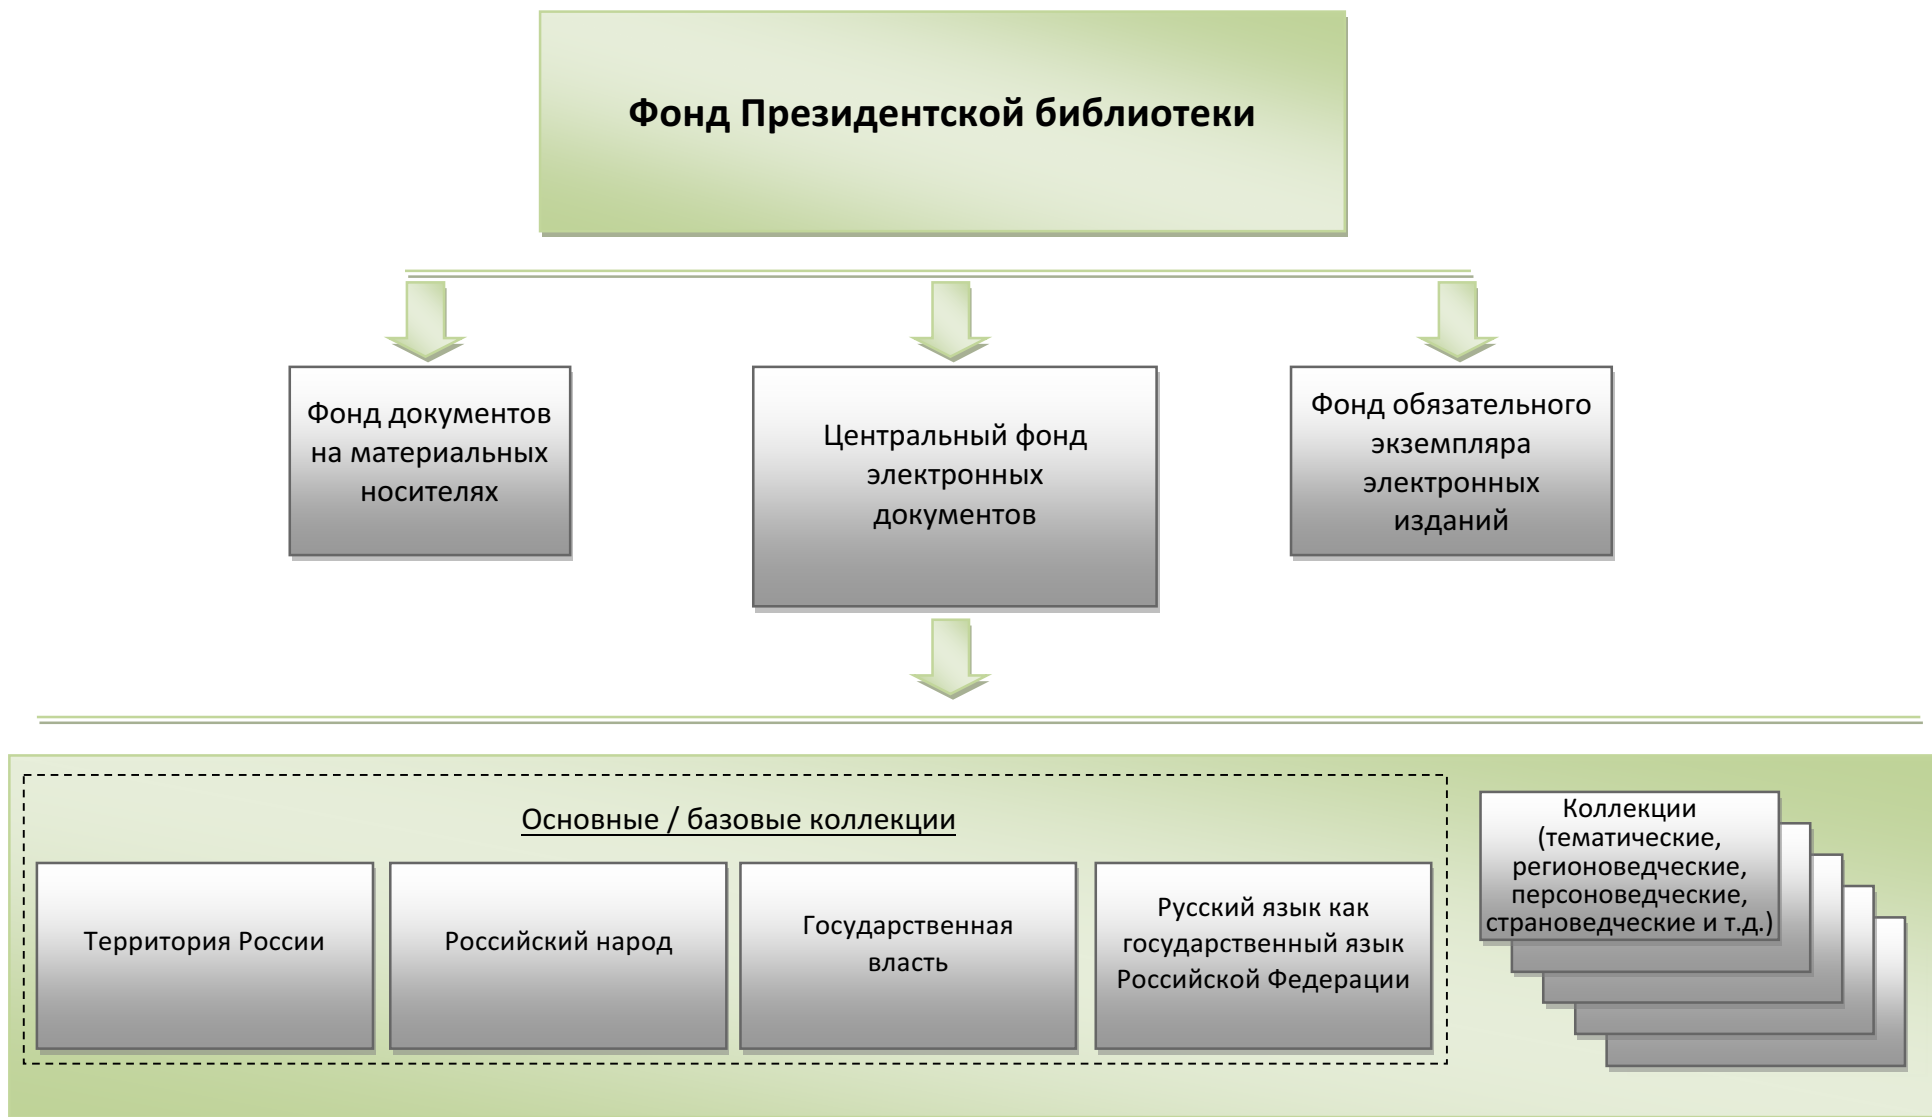 Фонд Президентской библиотеки
Фонд документов
на материальных
носителях
Центральный фонд
электронных
документов
Фонд обязательного
экземпляра
электронных
изданий
Основные / базовые коллекции
Территория России
Российский народ
Государственная
власть
Русский язык как
государственный язык
Российской Федерации
Коллекции
(тематические,
регионоведческие,
персоноведческие,
страноведческие и т.д.)